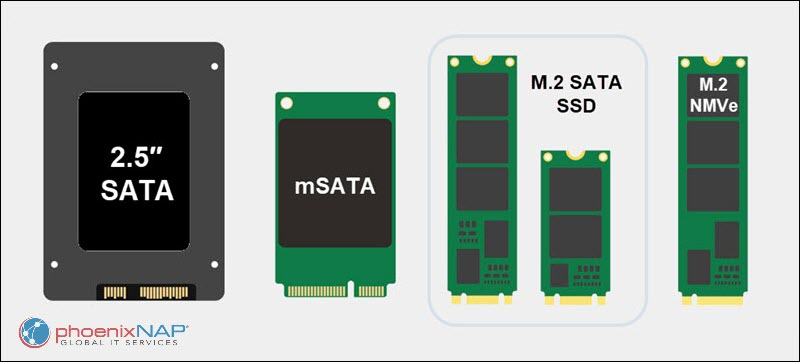 2.5″
SATA
mSATA
M.2 SATA
SSD
M.2
NMVe
phoenixNAP®
GLOBAL IT SERVICES